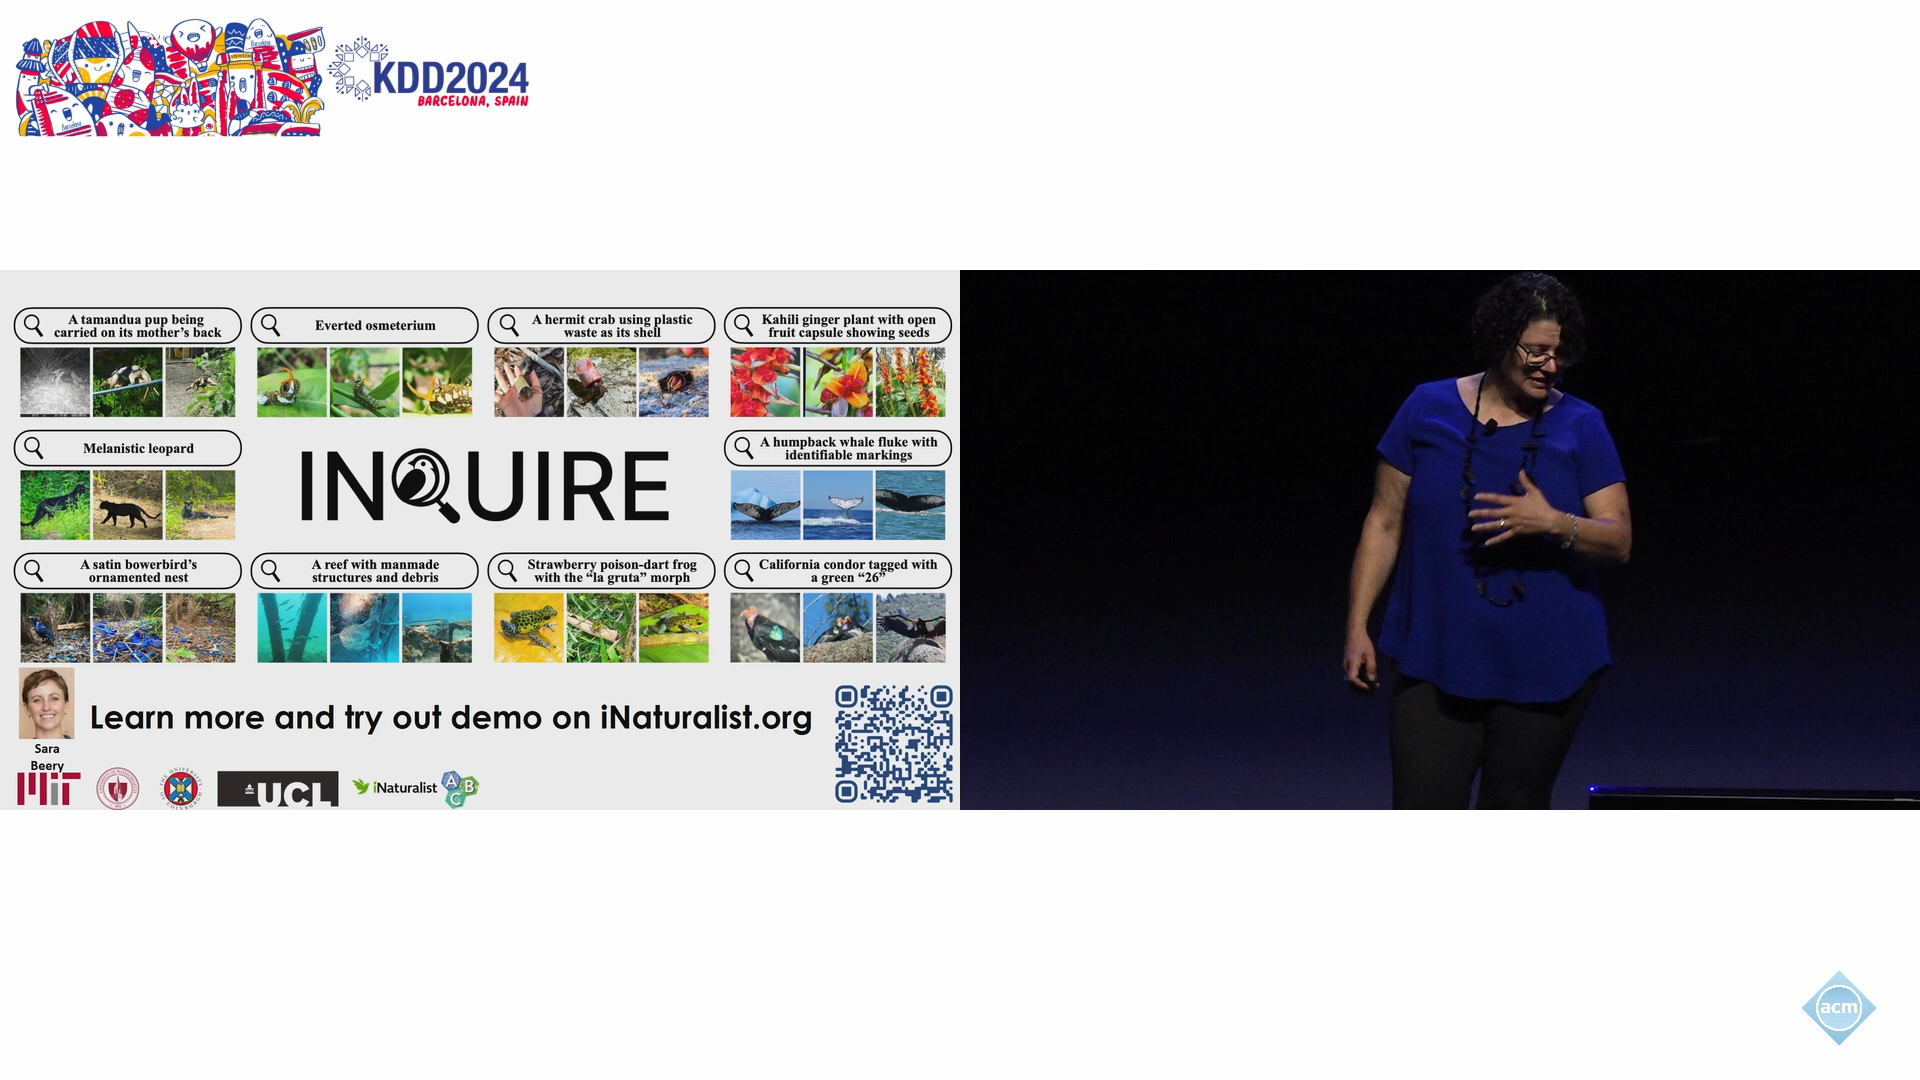 KDD2024
BARCELONA, SPAIN
A tamandua pup being
carried on its mother's back
Everted osmeterium
A hermit crab using plastic
waste as its shell
Kahili ginger plant with open
fruit capsule showing seeds
Melanistic leopard
INQUIRE
A humpback whale fluke with
identifiable markings
A satin bowerbird's
ornamented nest
A reef with manmade
structures and debris
Strawberry poison-dart frog
with the “la gruta” morph
California condor tagged with
a green “26”
Learn more and try out demo on iNaturalist.org
Sara
Beery
MIT
UCL
iNaturalist
A
B
C
acm